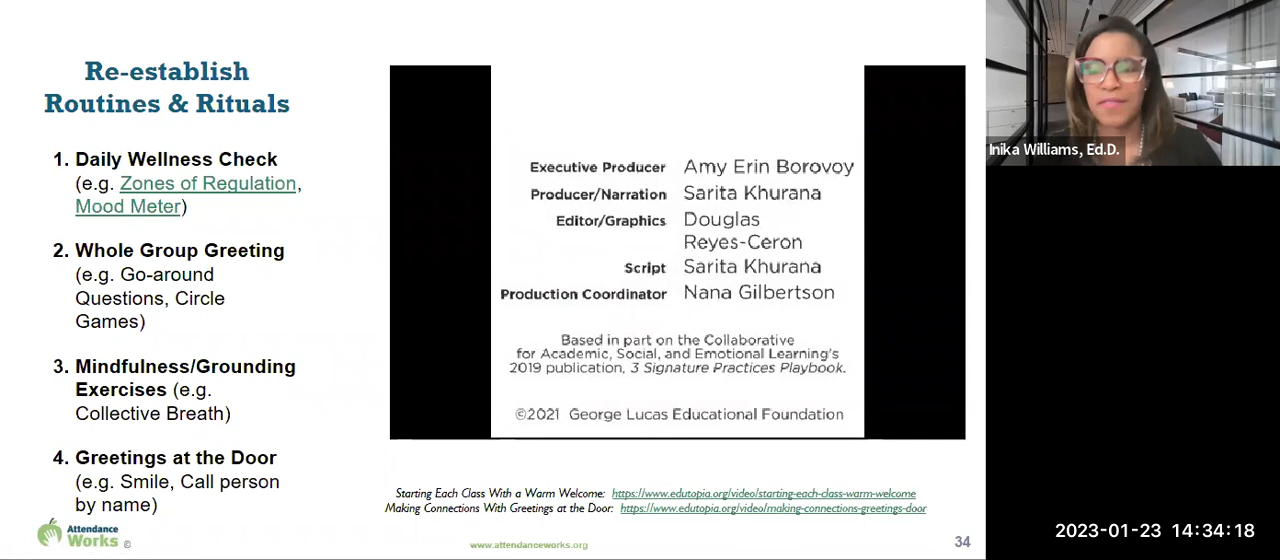 Re-establish
Routines & Rituals
1. Daily Wellness Check
(e.g. Zones of Regulation,
Mood Meter)
2. Whole Group Greeting
(e.g. Go-around
Questions, Circle
Games)
3. Mindfulness/Grounding
Exercises (e.g.
Collective Breath)
4. Greetings at the Door
(e.g. Smile, Call person
by name)
Attendance
Works ©
Executive Producer Amy Erin Borovoy
Producer/Narration Sarita Khurana
Editor/Graphics Douglas
Reyes-Ceron
Script Sarita Khurana
Production Coordinator Nana Gilbertson
Based in part on the Collaborative
for Academic, Social, and Emotional Learning's
2019 publication, 3 Signature Practices Playbook.
©2021 George Lucas Educational Foundation
Starting Each Class With a Warm Welcome: https://www.edutopia.org/video/starting-each-class-warm-welcome
Making Connections With Greetings at the Door: https://www.edutopia.org/video/making-connections-greetings-door
www.attendanceworks.org
34
Inika Williams, Ed.D.
2023-01-23 14:34:18